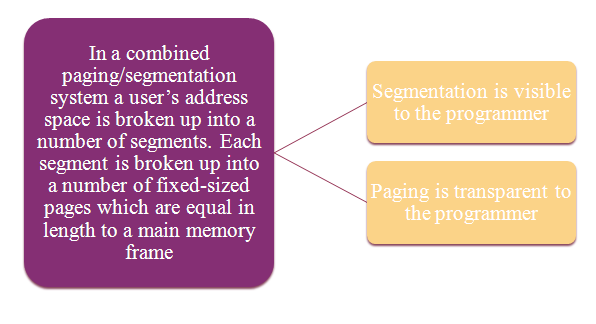 In a combined
paging/segmentation
system a user’s address
space is broken up into a
number of segments. Each
segment is broken up into
a number of fixed-sized
pages which are equal in
length to a main memory
frame
Segmentation is visible
to the programmer
Paging is transparent to
the programmer